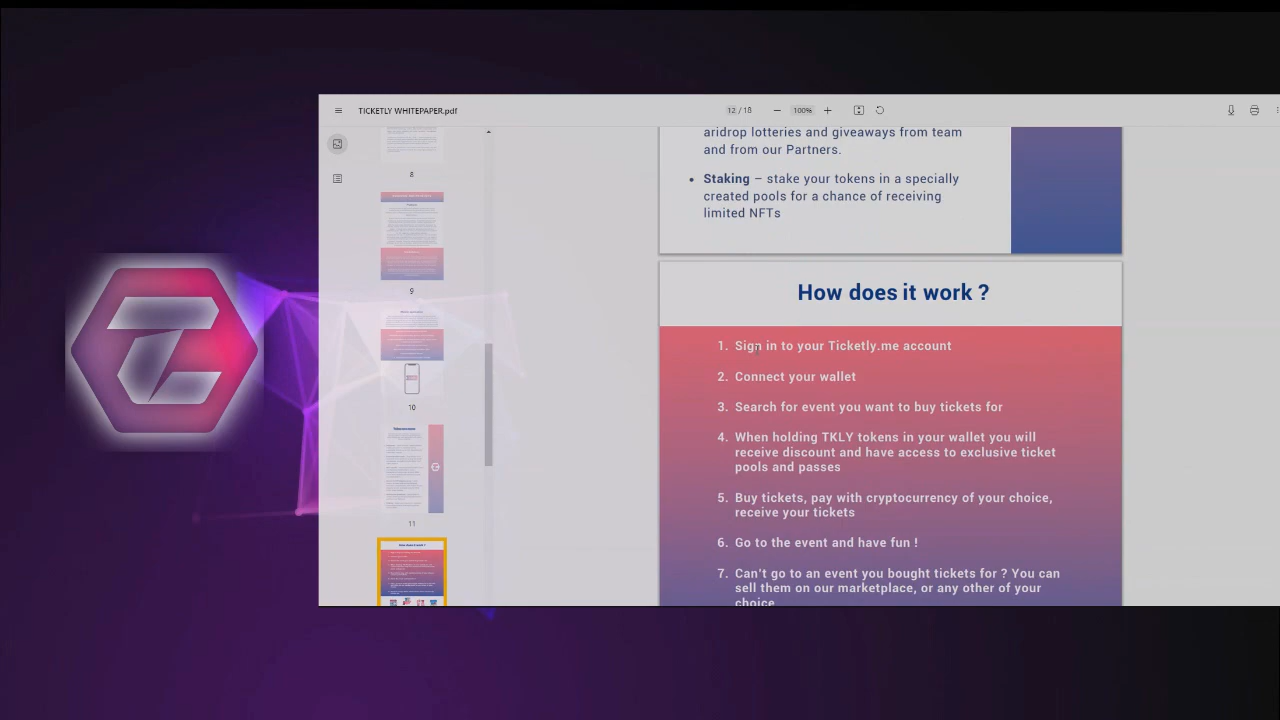 TICKETLY WHITEPAPER.pdf
12 / 18
100%
aridrop lotteries and giveaways from team
and from our Partners.
• Staking – stake your tokens in a specially
created pools for a chance of receiving
limited NFTs
8
9
10
11
How does it work ?
1. Sign in to your Ticketly.me account
2. Connect your wallet
3. Search for event you want to buy tickets for
4. When holding TKLY tokens in your wallet you will
receive discount and have access to exclusive ticket
pools and passes
5. Buy tickets, pay with cryptocurrency of your choice,
receive your tickets
6. Go to the event and have fun !
7. Can't go to an event you bought tickets for ? You can
sell them on our marketplace, or any other of your
choice